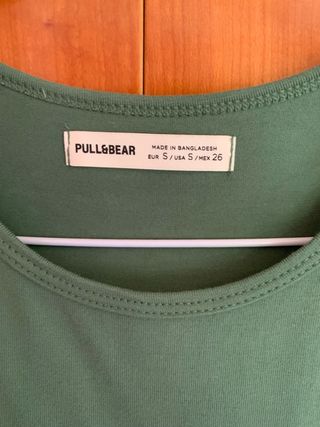 PULL&BEAR
MADE IN BANGLADESH
EUR S / USA S / MEX 26